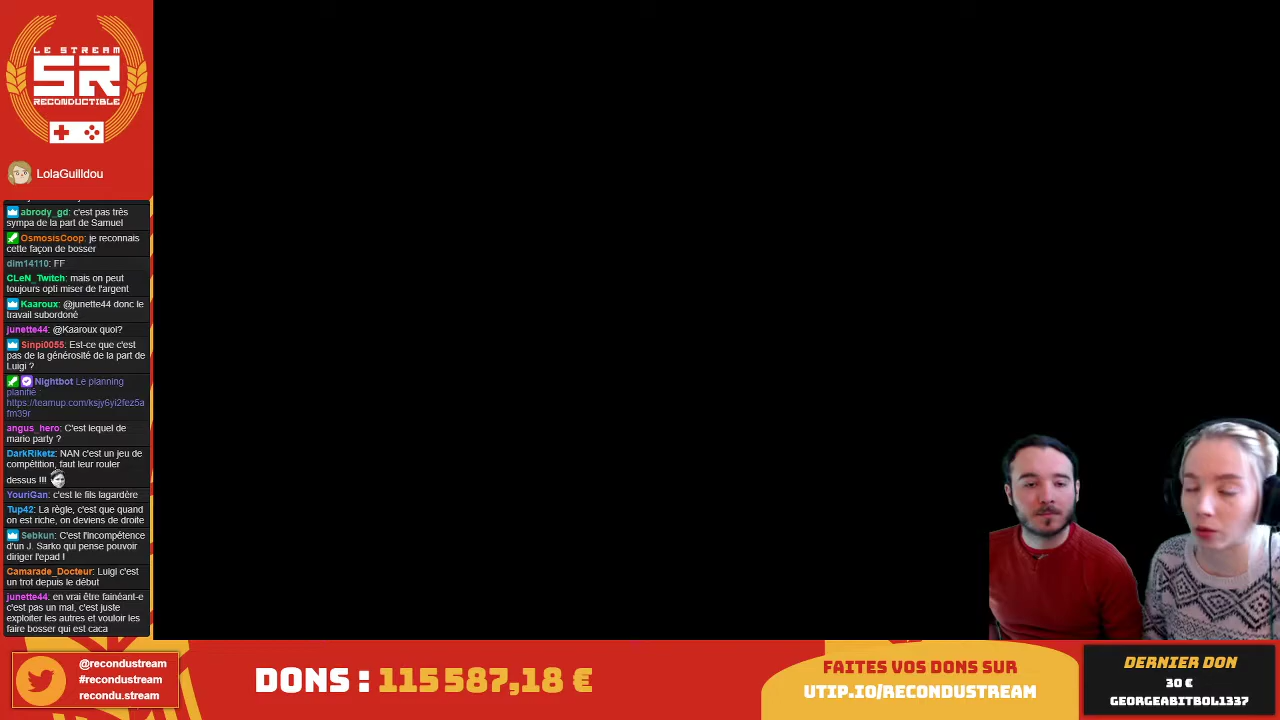 LE STREAM
SR
RECONDUCTIBLE
LolaGuilldou
abrody_gd: c'est pas très
sympa de la part de Samuel
OsmosisCoop: je reconnais
cette façon de bosser
dim14110: FF
CLeN_Twitch: mais on peut
toujours opti miser de l'argent
Kaaroux: @junette44 donc le
travail subordoné
junette44: @Kaaroux quoi?
Sinpi0055: Est-ce que c'est
pas de la générosité de la part de
Luigi ?
Nightbot Le planning
planifié :
https://teamup.com/ksjy6yi2fez5a
fm39r
angus_hero: C'est lequel de
mario party ?
DarkRiketz: NAN c'est un jeu de
compétition, faut leur rouler
dessus !!!
YouriGan: c'est le fils lagardère
Tup42: La règle, c'est que quand
on est riche, on deviens de droite
Sebkun: C'est l'incompétence
d'un J. Sarko qui pense pouvoir
diriger l'epad !
Camarade_Docteur: Luigi c'est
un trot depuis le début
junette44: en vrai être fainéant-e
c'est pas un mal, c'est juste
exploiter les autres et vouloir les
faire bosser qui est caca
@recondustream
#recondustream
recondu.stream
DONS : 115 587,18 €
FAITES VOS DONS SUR
UTIP.IO/RECONDUSTREAM
DERNIER DON
30 €
GEORGEABITBOL1337